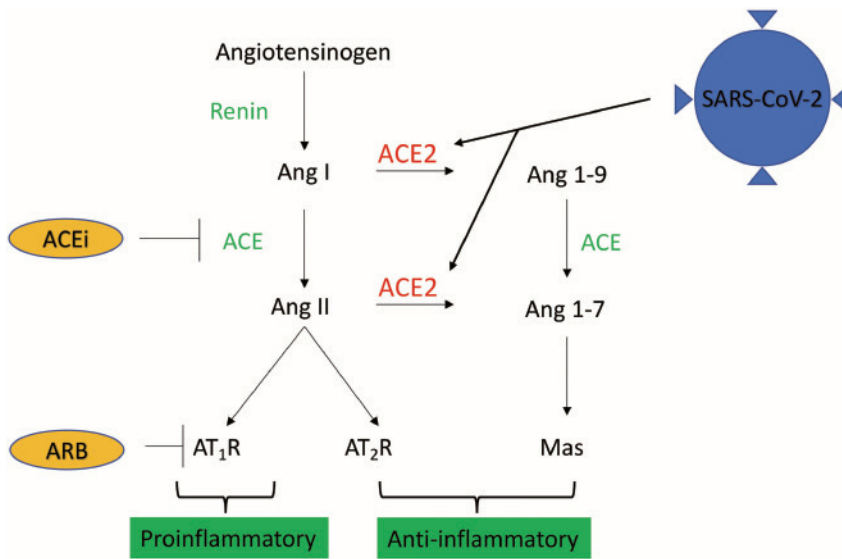 Angiotensinogen
SARS-CoV-2
Renin
ACE2
Ang I
Ang 1-9
ACEi
ACE
ACE
ACE2
Ang II
Ang 1-7
ARB
AT₁R
AT₂R
Mas
Proinflammatory
Anti-inflammatory